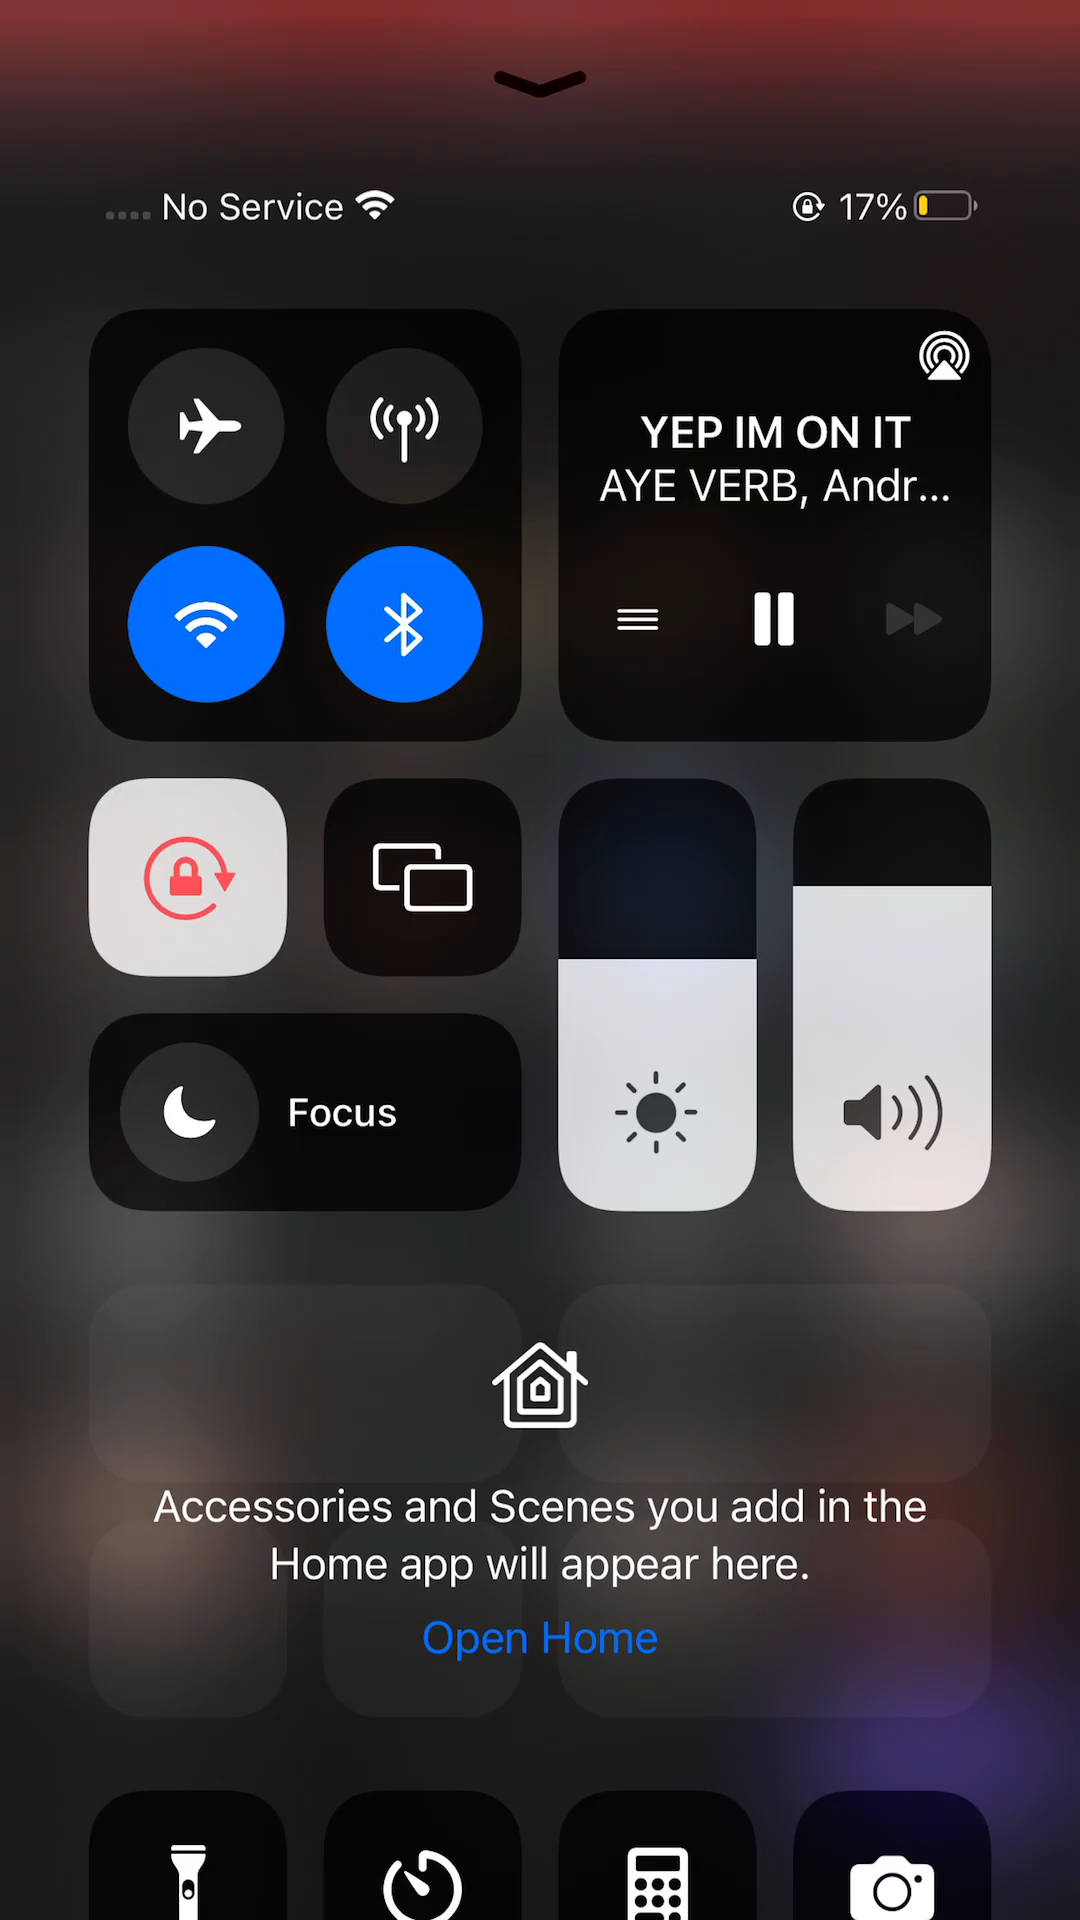 No Service
17%
YEP IM ON IT
AYE VERB, Andr...
Focus
Accessories and Scenes you add in the
Home app will appear here.
Open Home